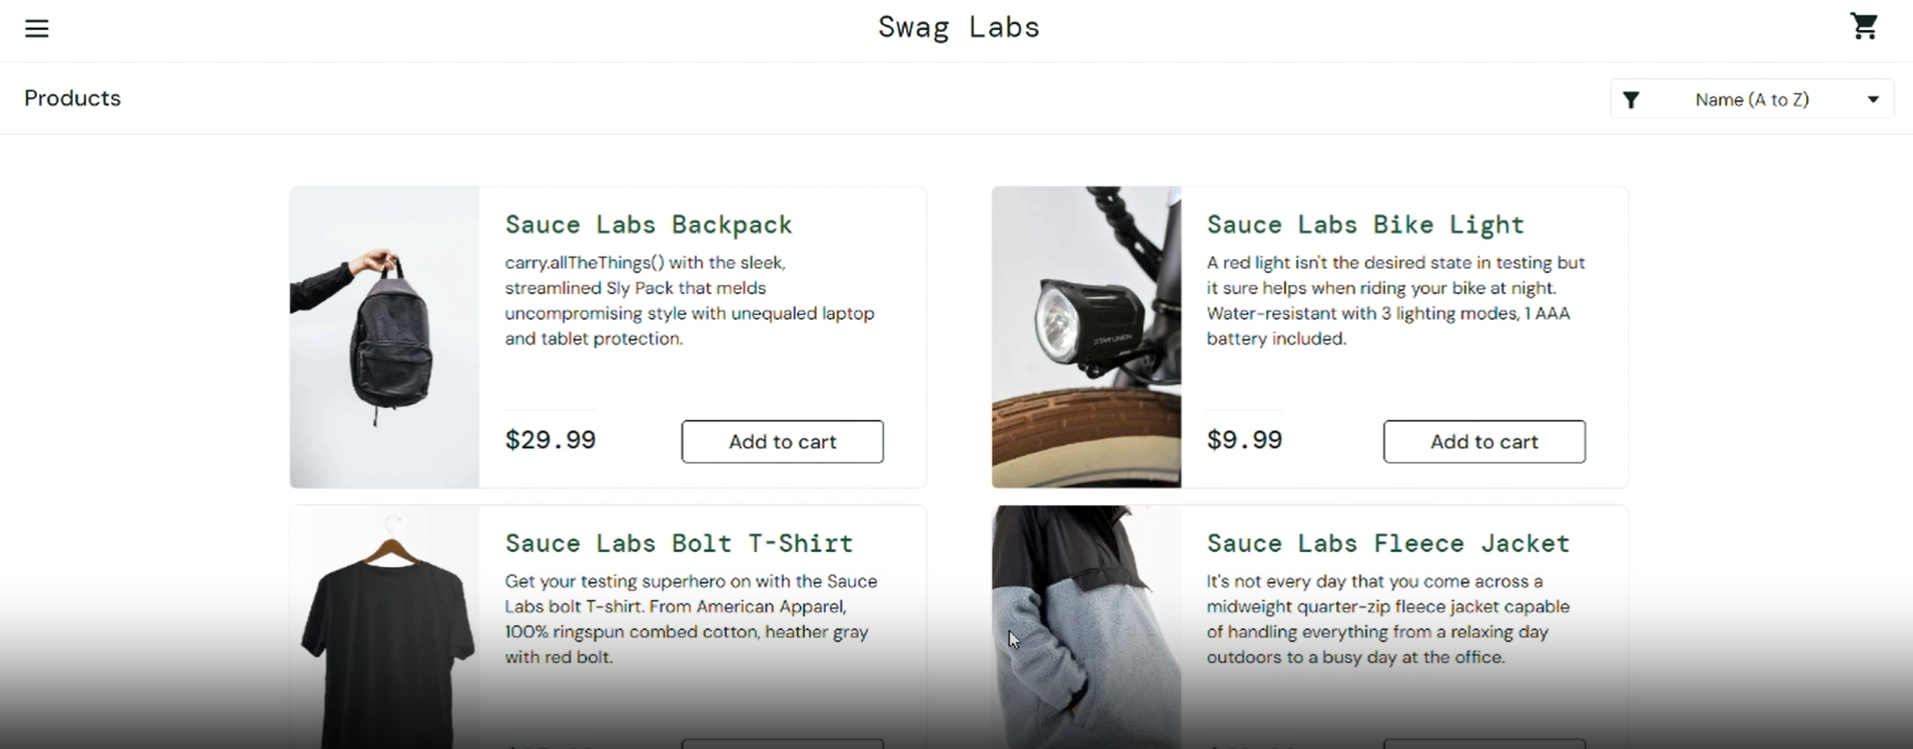 Swag Labs
Products
Name (A to Z)
Sauce Labs Backpack
carry.allTheThings() with the sleek,
streamlined Sly Pack that melds
uncompromising style with unequaled laptop
and tablet protection.
$29.99
Add to cart
Sauce Labs Bike Light
A red light isn't the desired state in testing but
it sure helps when riding your bike at night.
Water-resistant with 3 lighting modes, 1 AAA
battery included.
$9.99
Add to cart
Sauce Labs Bolt T-Shirt
Get your testing superhero on with the Sauce
Labs bolt T-shirt. From American Apparel,
100% ringspun combed cotton, heather gray
with red bolt.
Sauce Labs Fleece Jacket
It's not every day that you come across a
midweight quarter-zip fleece jacket capable
of handling everything from a relaxing day
outdoors to a busy day at the office.